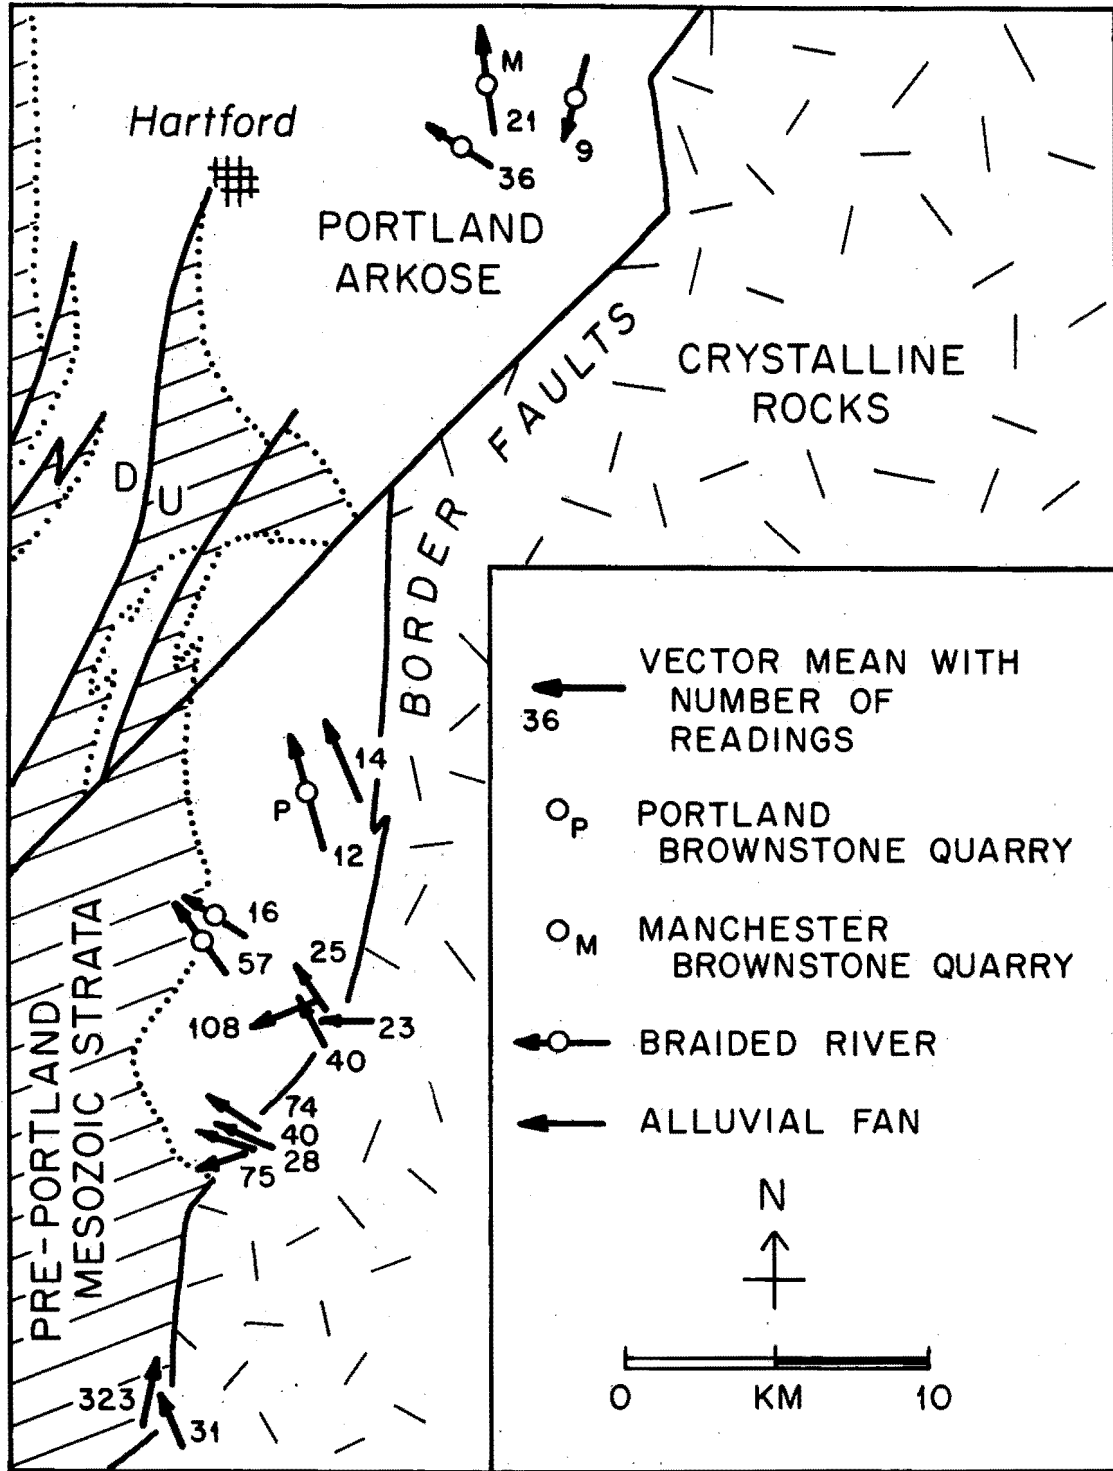 M
Hartford
21
9
36
PORTLAND
ARKOSE
BORDER FAULTS
CRYSTALLINE
ROCKS
D
U
14
P
12
16
57
25
108
23
40
74
40
28
75
PRE-PORTLAND
MESOZOIC STRATA
323
31
VECTOR MEAN WITH
NUMBER OF
READINGS
36
P
PORTLAND
BROWNSTONE QUARRY
M
MANCHESTER
BROWNSTONE QUARRY
BRAIDED RIVER
ALLUVIAL FAN
N
0
KM
10